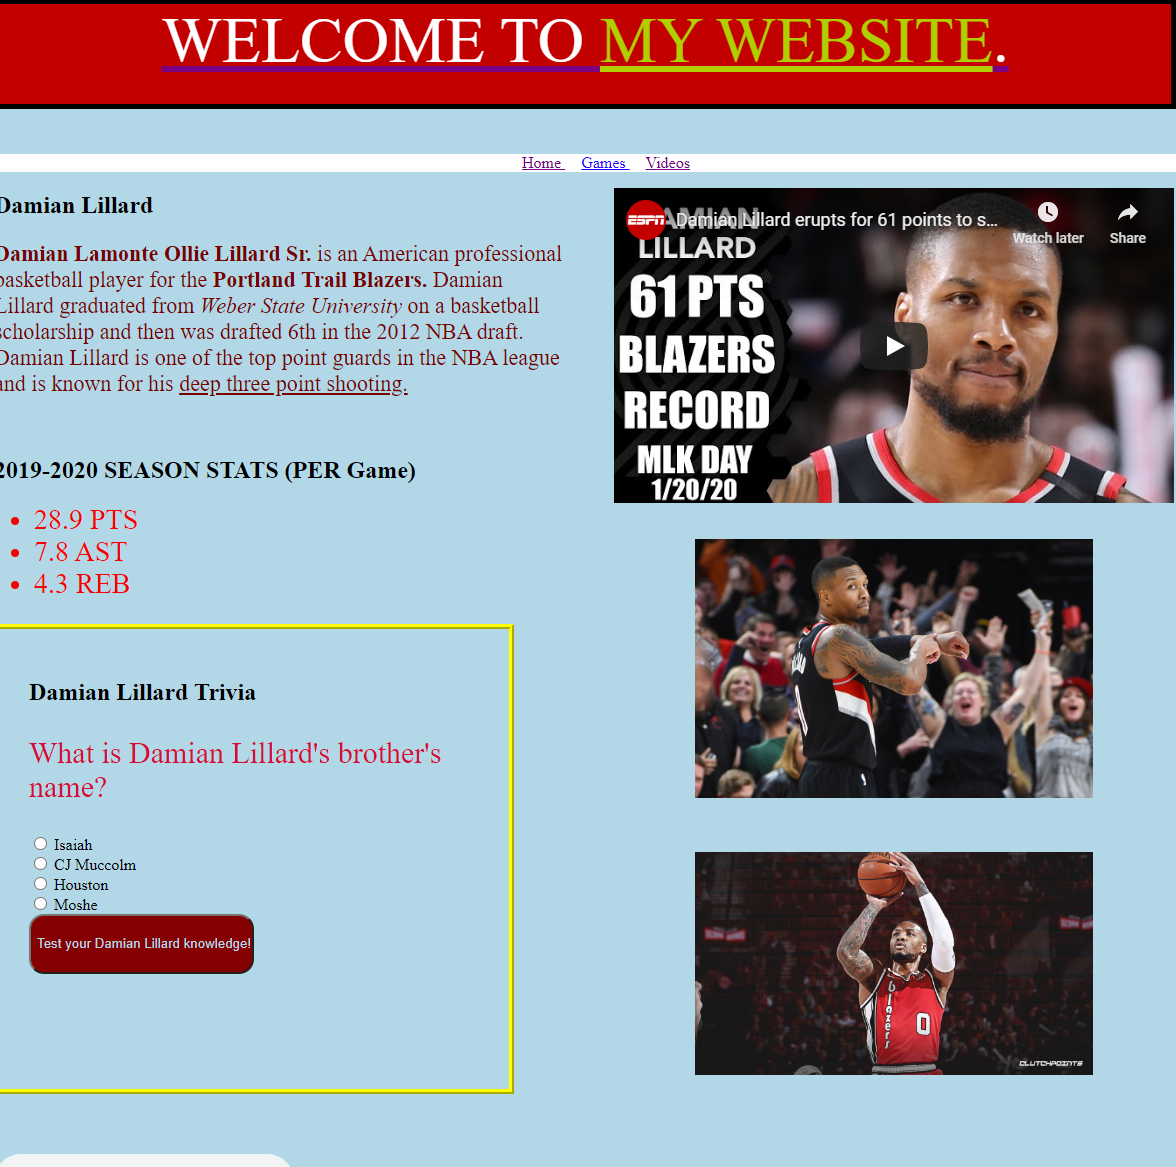 WELCOME TO MY WEBSITE.
Home Games Videos
Damian Lillard
Damian Lamonte Ollie Lillard Sr. is an American professional
basketball player for the Portland Trail Blazers. Damian
Lillard graduated from Weber State University on a basketball
scholarship and then was drafted 6th in the 2012 NBA draft.
Damian Lillard is one of the top point guards in the NBA league
and is known for his deep three point shooting.
2019-2020 SEASON STATS (PER Game)
28.9 PTS
7.8 AST
4.3 REB
Damian Lillard Trivia
What is Damian Lillard's brother's
name?
Isaiah
CJ Muccolm
Houston
Moshe
Test your Damian Lillard knowledge!
ESPN
Damian Lillard erupts for 61 points to s...
Watch later
Share
DAMIAN
LILLARD
61 PTS
BLAZERS
RECORD
MLK DAY
1/20/20
blazers
0
CLUTCHPOINTS